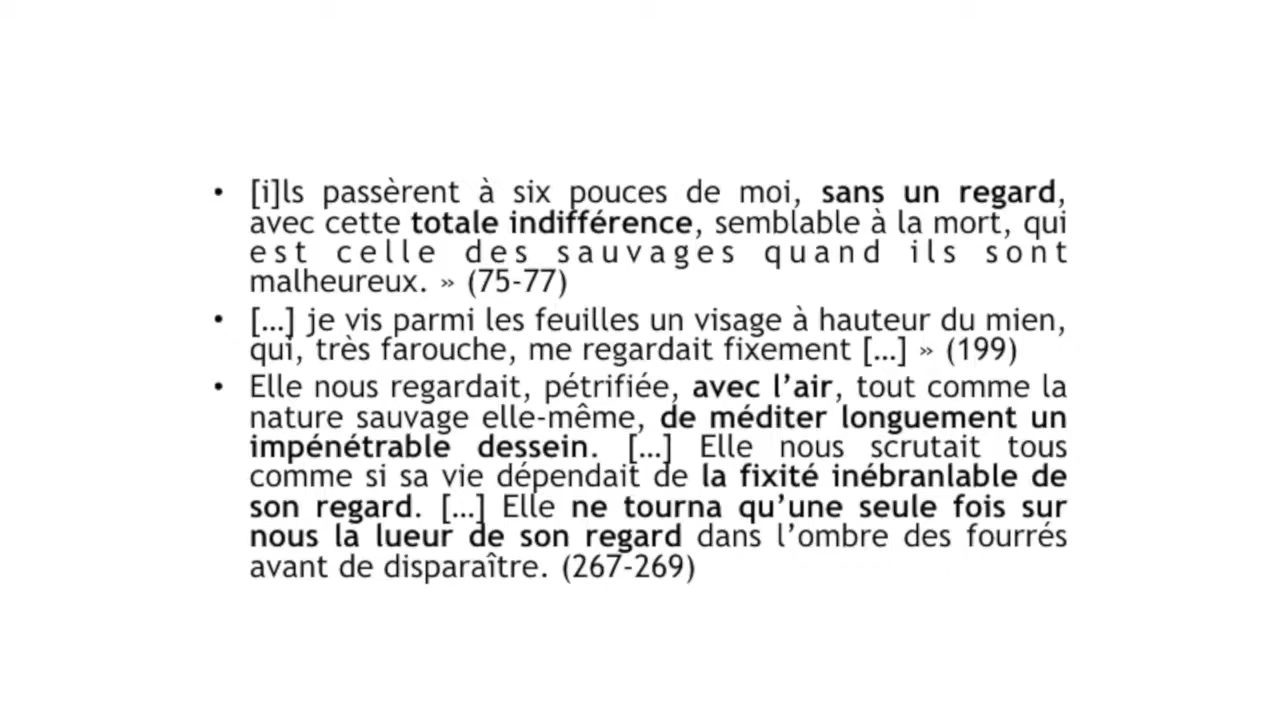 • [i]ls passèrent à six pouces de moi, sans un regard,
avec cette totale indifférence, semblable à la mort, qui
est celle des sauvages quand ils sont
malheureux. » (75-77)
• […] je vis parmi les feuilles un visage à hauteur du mien,
qui, très farouche, me regardait fixement […] » (199)
• Elle nous regardait, pétrifiée, avec l’air, tout comme la
nature sauvage elle-même, de méditer longuement un
impénétrable dessein. […] Elle nous scrutait tous
comme si sa vie dépendait de la fixité inébranlable de
son regard. […] Elle ne tourna qu’une seule fois sur
nous la lueur de son regard dans l’ombre des fourrés
avant de disparaître. (267-269)